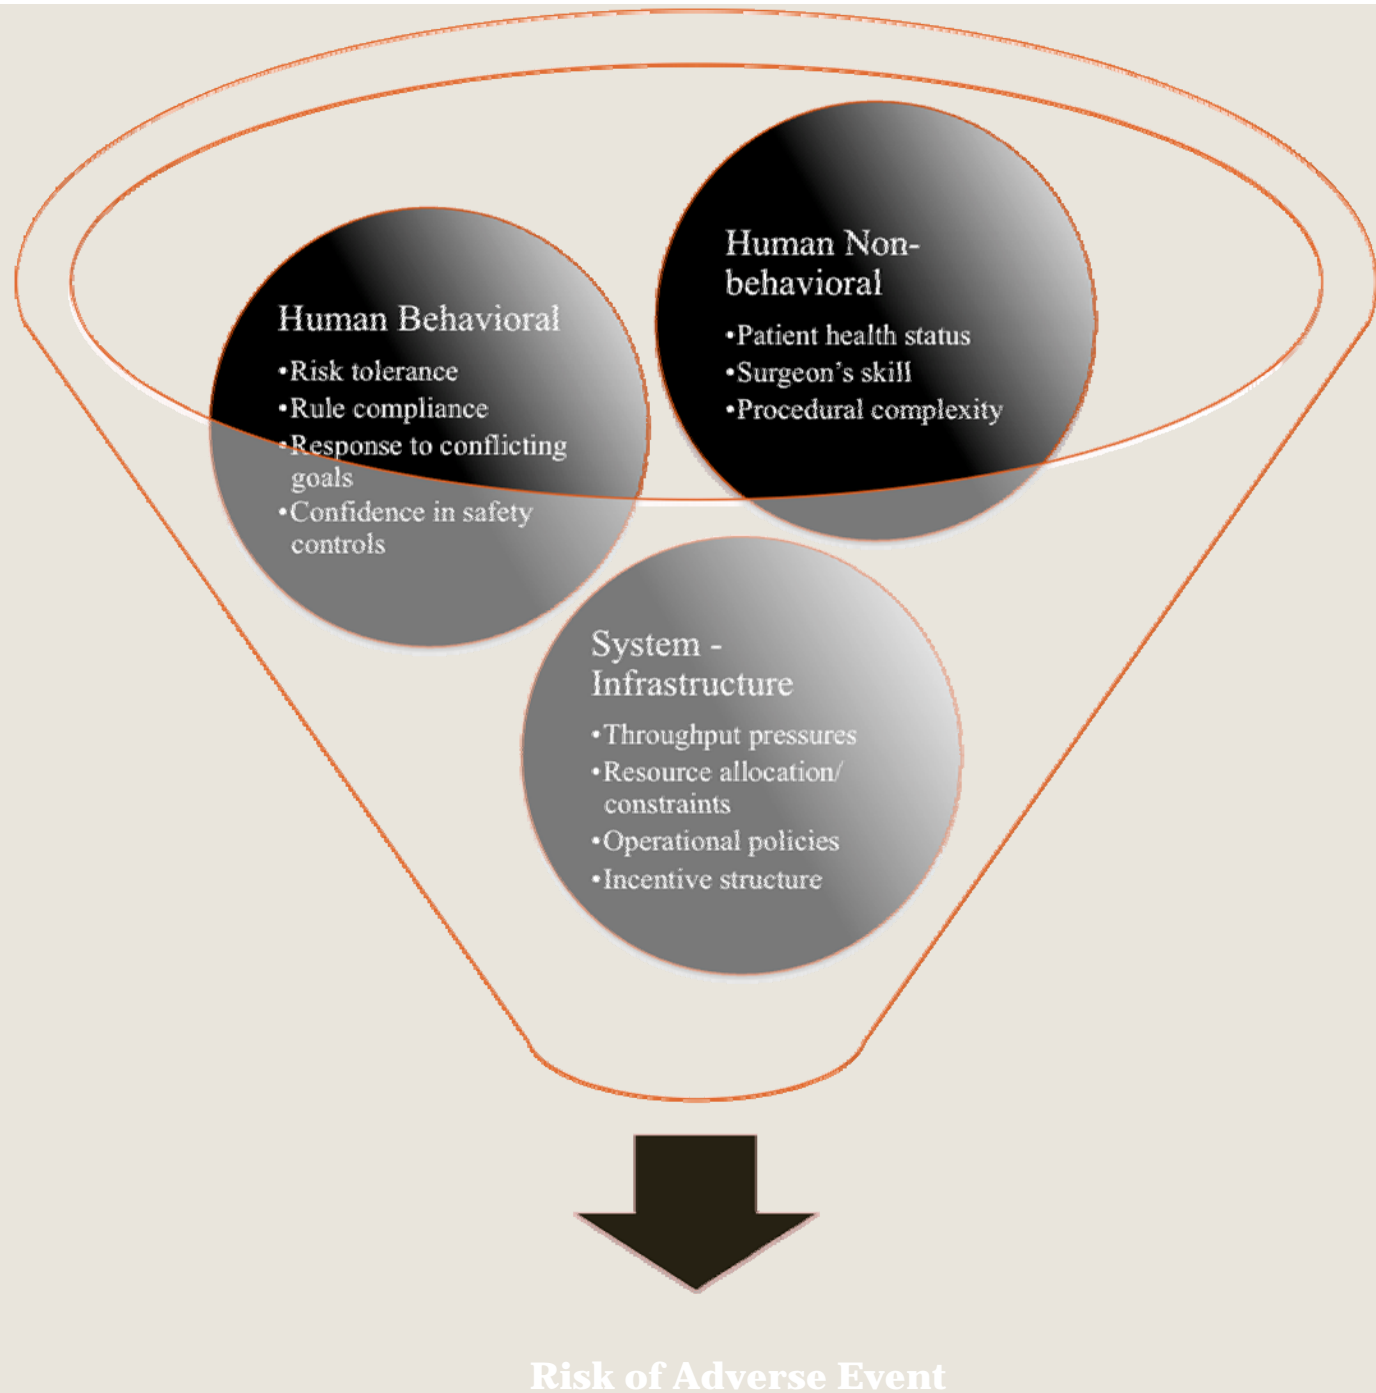 Human Non-
behavioral
•Patient health status
•Surgeon’s skill
•Procedural complexity
Human Behavioral
•Risk tolerance
•Rule compliance
•Response to conflicting
goals
•Confidence in safety
controls
System -
Infrastructure
•Throughput pressures
•Resource allocation/
constraints
•Operational policies
•Incentive structure
Risk of Adverse Event